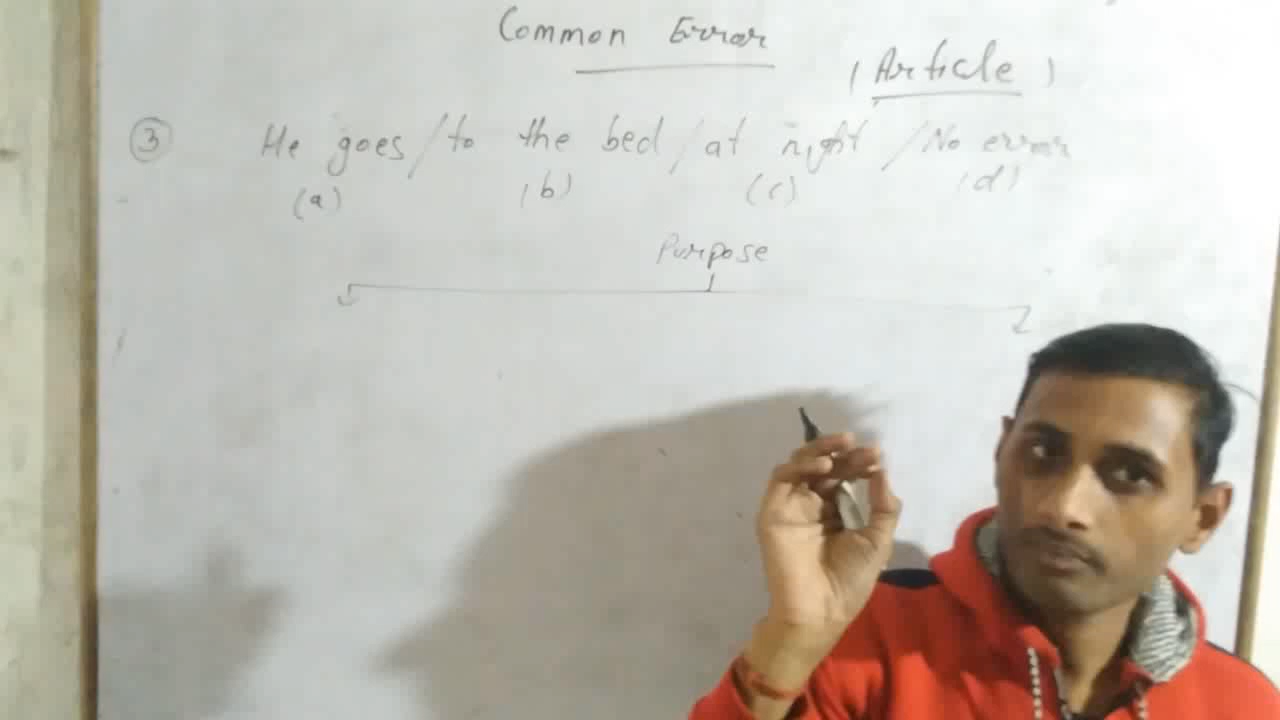 Common Error
(Article)
③ He goes / to the bed / at night / No error
(a) (b) (c) (d)
Purpose